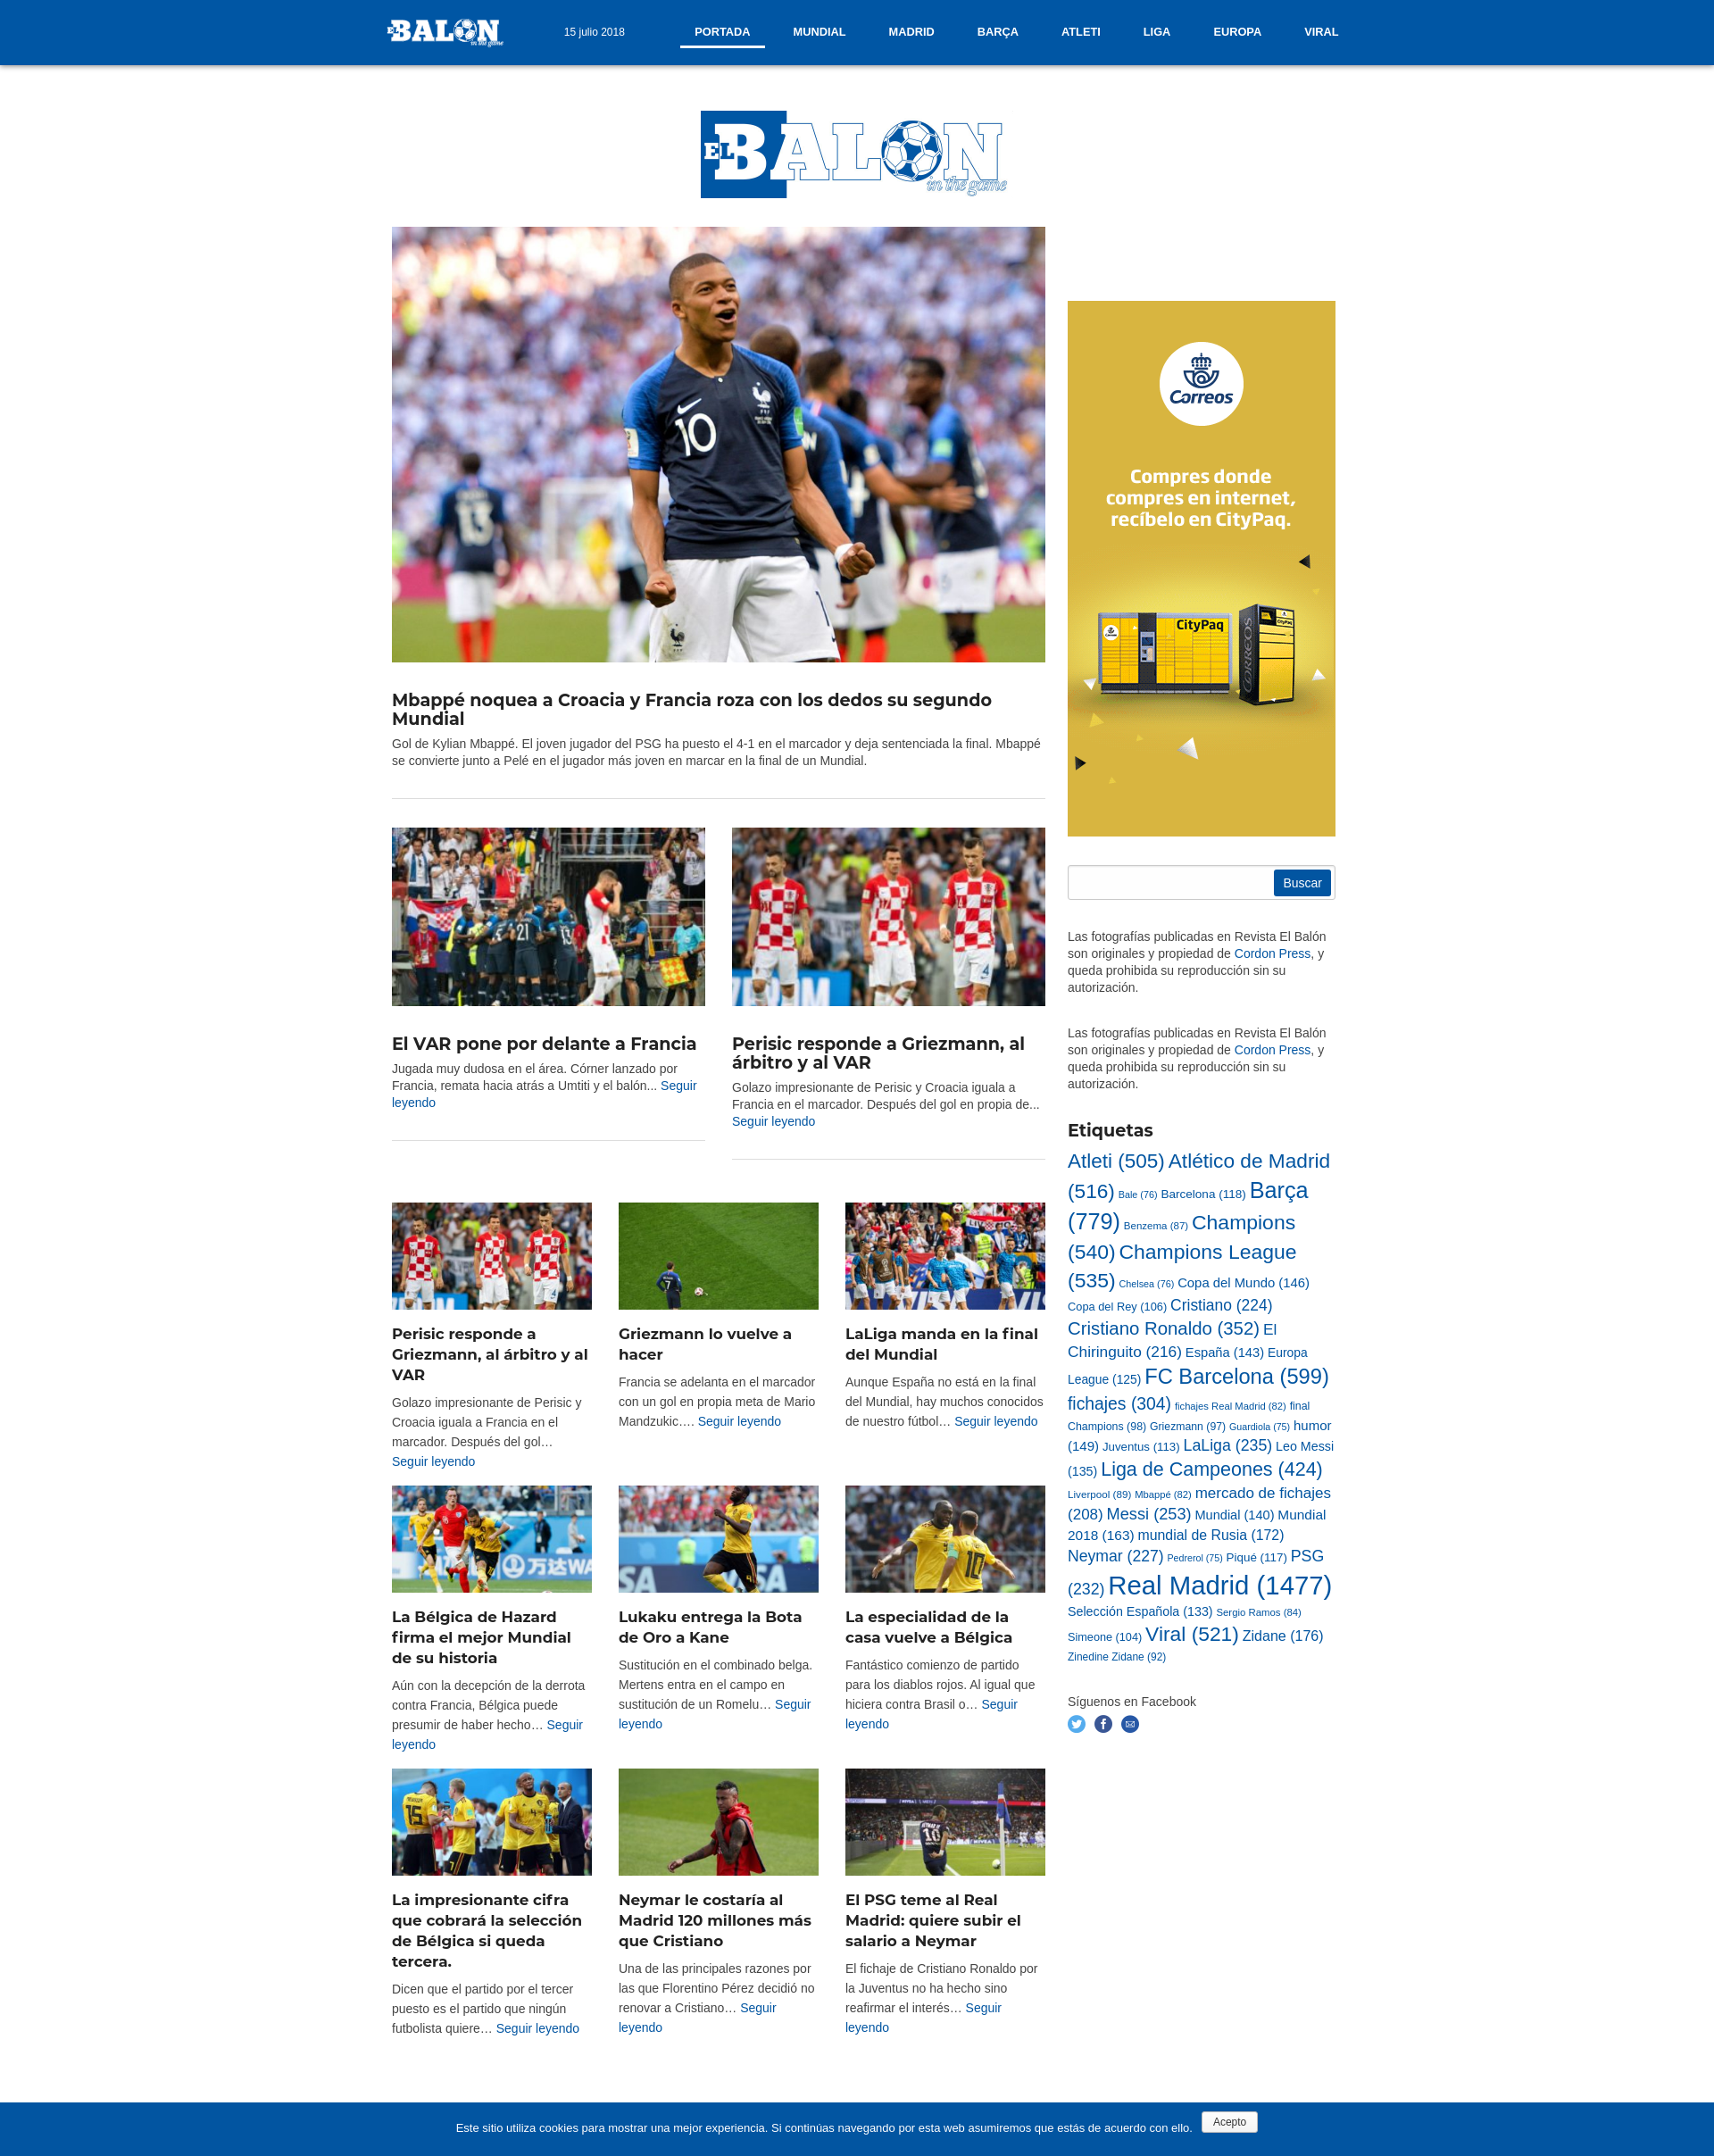 EL BALON in the game
15 julio 2018
PORTADA
MUNDIAL
MADRID
BARÇA
ATLETI
LIGA
EUROPA
VIRAL
EL BALON
in the game
10
13
Correos
Compres donde
compres en internet,
recíbelo en CityPaq.
CityPaq
CORREOS
Mbappé noquea a Croacia y Francia roza con los dedos su segundo
Mundial
Gol de Kylian Mbappé. El joven jugador del PSG ha puesto el 4-1 en el marcador y deja sentenciada la final. Mbappé
se convierte junto a Pelé en el jugador más joven en marcar en la final de un Mundial.
21
13
4
El VAR pone por delante a Francia
Jugada muy dudosa en el área. Córner lanzado por
Francia, remata hacia atrás a Umtiti y el balón... Seguir
leyendo
Perisic responde a Griezmann, al
árbitro y al VAR
Golazo impresionante de Perisic y Croacia iguala a
Francia en el marcador. Después del gol en propia de...
Seguir leyendo
Perisic responde a
Griezmann, al árbitro y al
VAR
Golazo impresionante de Perisic y
Croacia iguala a Francia en el
marcador. Después del gol…
Seguir leyendo
7
Griezmann lo vuelve a
hacer
Francia se adelanta en el marcador
con un gol en propia meta de Mario
Mandzukic…. Seguir leyendo
LaLiga manda en la final
del Mundial
Aunque España no está en la final
del Mundial, hay muchos conocidos
de nuestro fútbol… Seguir leyendo
万达
La Bélgica de Hazard
firma el mejor Mundial
de su historia
Aún con la decepción de la derrota
contra Francia, Bélgica puede
presumir de haber hecho… Seguir
leyendo
Lukaku entrega la Bota
de Oro a Kane
Sustitución en el combinado belga.
Mertens entra en el campo en
sustitución de un Romelu… Seguir
leyendo
10
La especialidad de la
casa vuelve a Bélgica
Fantástico comienzo de partido
para los diablos rojos. Al igual que
hiciera contra Brasil o… Seguir
leyendo
15
7
4
La impresionante cifra
que cobrará la selección
de Bélgica si queda
tercera.
Dicen que el partido por el tercer
puesto es el partido que ningún
futbolista quiere… Seguir leyendo
Neymar le costaría al
Madrid 120 millones más
que Cristiano
Una de las principales razones por
las que Florentino Pérez decidió no
renovar a Cristiano… Seguir
leyendo
10
El PSG teme al Real
Madrid: quiere subir el
salario a Neymar
El fichaje de Cristiano Ronaldo por
la Juventus no ha hecho sino
reafirmar el interés… Seguir
leyendo
Buscar
Las fotografías publicadas en Revista El Balón
son originales y propiedad de Cordon Press, y
queda prohibida su reproducción sin su
autorización.
Las fotografías publicadas en Revista El Balón
son originales y propiedad de Cordon Press, y
queda prohibida su reproducción sin su
autorización.
Etiquetas
Atleti (505) Atlético de Madrid
(516) Bale (76) Barcelona (118) Barça
(779) Benzema (87) Champions
(540) Champions League
(535) Chelsea (76) Copa del Mundo (146)
Copa del Rey (106) Cristiano (224)
Cristiano Ronaldo (352) El
Chiringuito (216) España (143) Europa
League (125) FC Barcelona (599)
fichajes (304) fichajes Real Madrid (82) final
Champions (98) Griezmann (97) Guardiola (75) humor
(149) Juventus (113) LaLiga (235) Leo Messi
(135) Liga de Campeones (424)
Liverpool (89) Mbappé (82) mercado de fichajes
(208) Messi (253) Mundial (140) Mundial
2018 (163) mundial de Rusia (172)
Neymar (227) Pedrerol (75) Piqué (117) PSG
(232) Real Madrid (1477)
Selección Española (133) Sergio Ramos (84)
Simeone (104) Viral (521) Zidane (176)
Zinedine Zidane (92)
Síguenos en Facebook
Este sitio utiliza cookies para mostrar una mejor experiencia. Si continúas navegando por esta web asumiremos que estás de acuerdo con ello.
Acepto